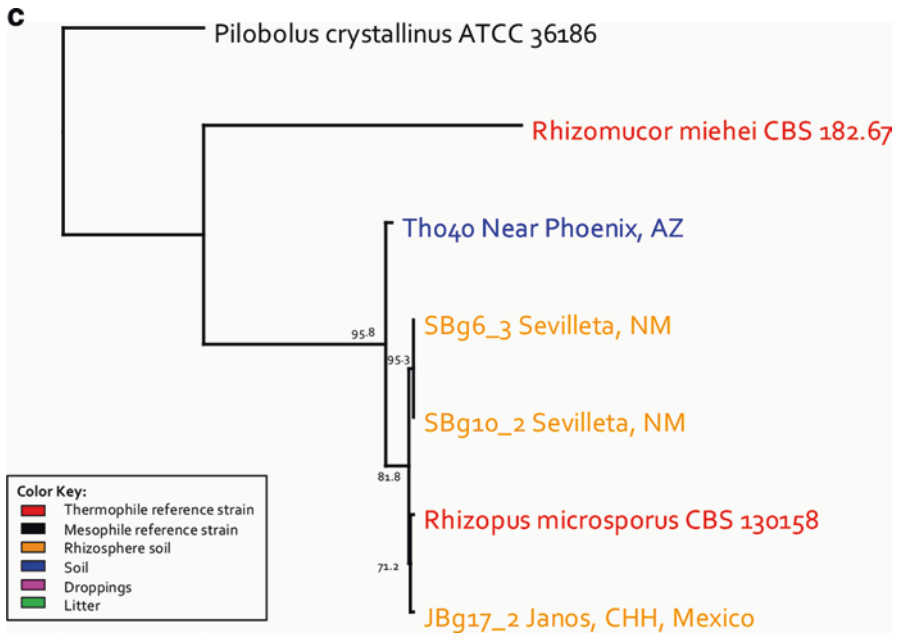 c
Pilobolus crystallinus ATCC 36186
Rhizomucor miehei CBS 182.67
Tho40 Near Phoenix, AZ
95.8
SBg6_3 Sevilleta, NM
95.3
SBg10_2 Sevilleta, NM
81.8
Rhizopus microsporus CBS 130158
71.2
JBg17_2 Janos, CHH, Mexico
Color Key:
Thermophile reference strain
Mesophile reference strain
Rhizosphere soil
Soil
Droppings
Litter